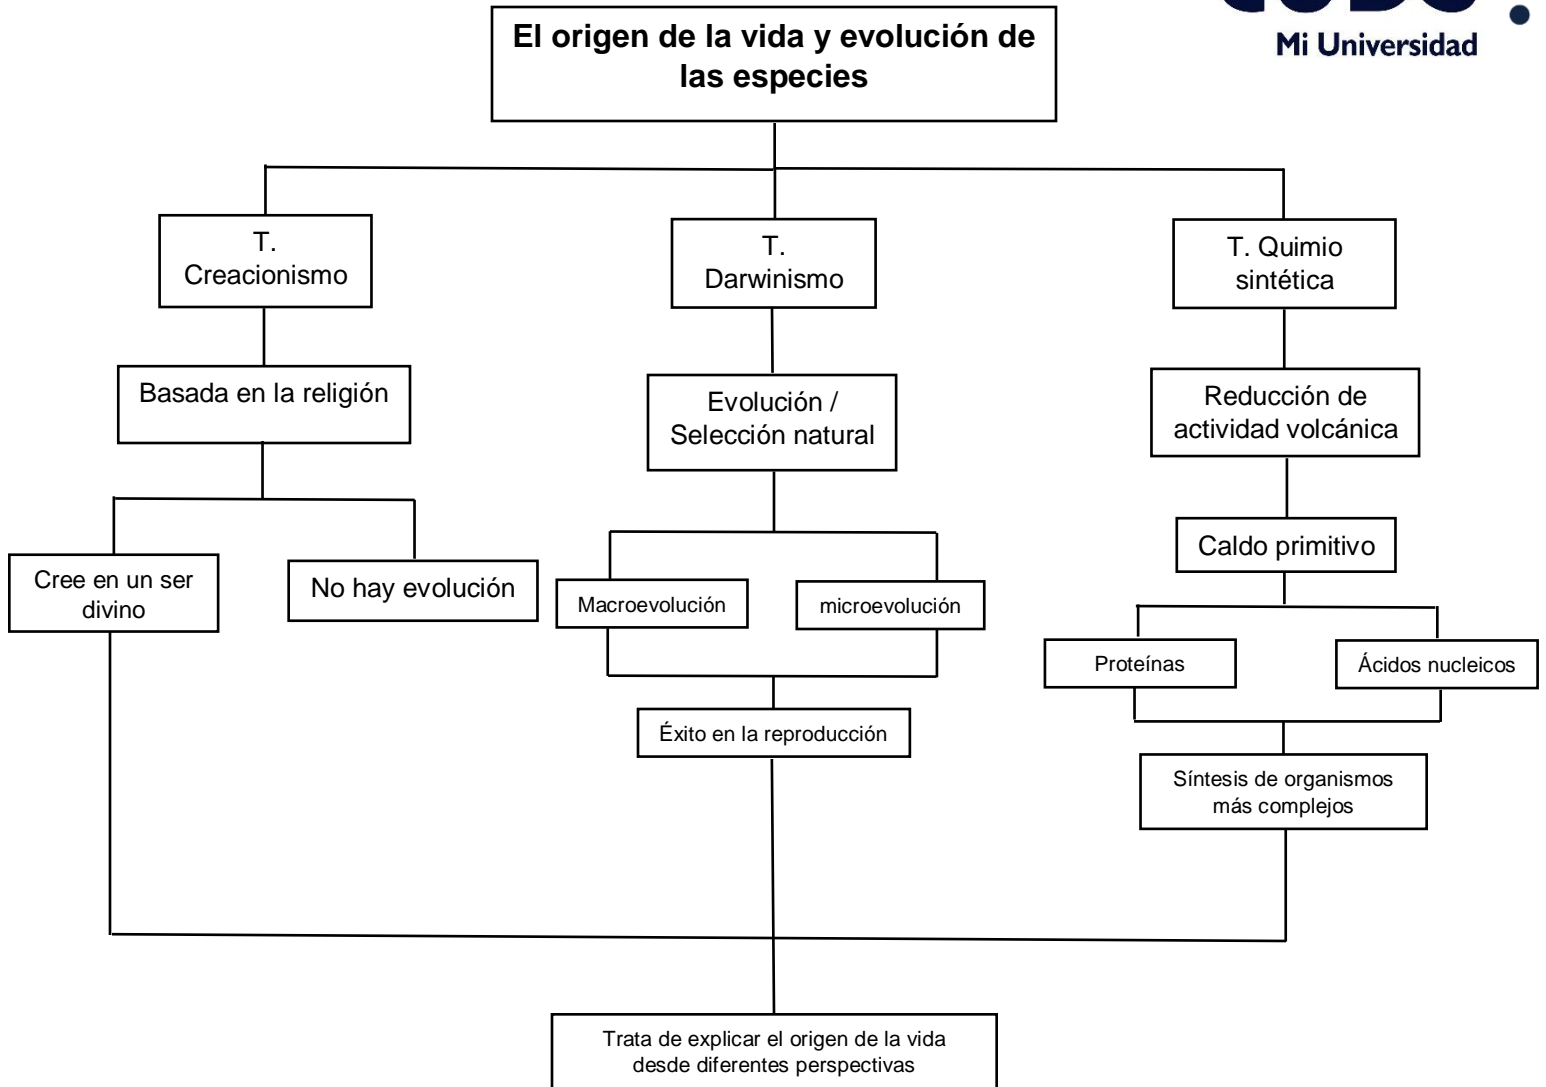 Mi Universidad
El origen de la vida y evolución de
las especies
T.
Creacionismo
T.
Darwinismo
T. Quimio
sintética
Basada en la religión
Evolución /
Selección natural
Reducción de
actividad volcánica
Cree en un ser
divino
No hay evolución
Macroevolución
microevolución
Caldo primitivo
Proteínas
Ácidos nucleicos
Éxito en la reproducción
Síntesis de organismos
más complejos
Trata de explicar el origen de la vida
desde diferentes perspectivas